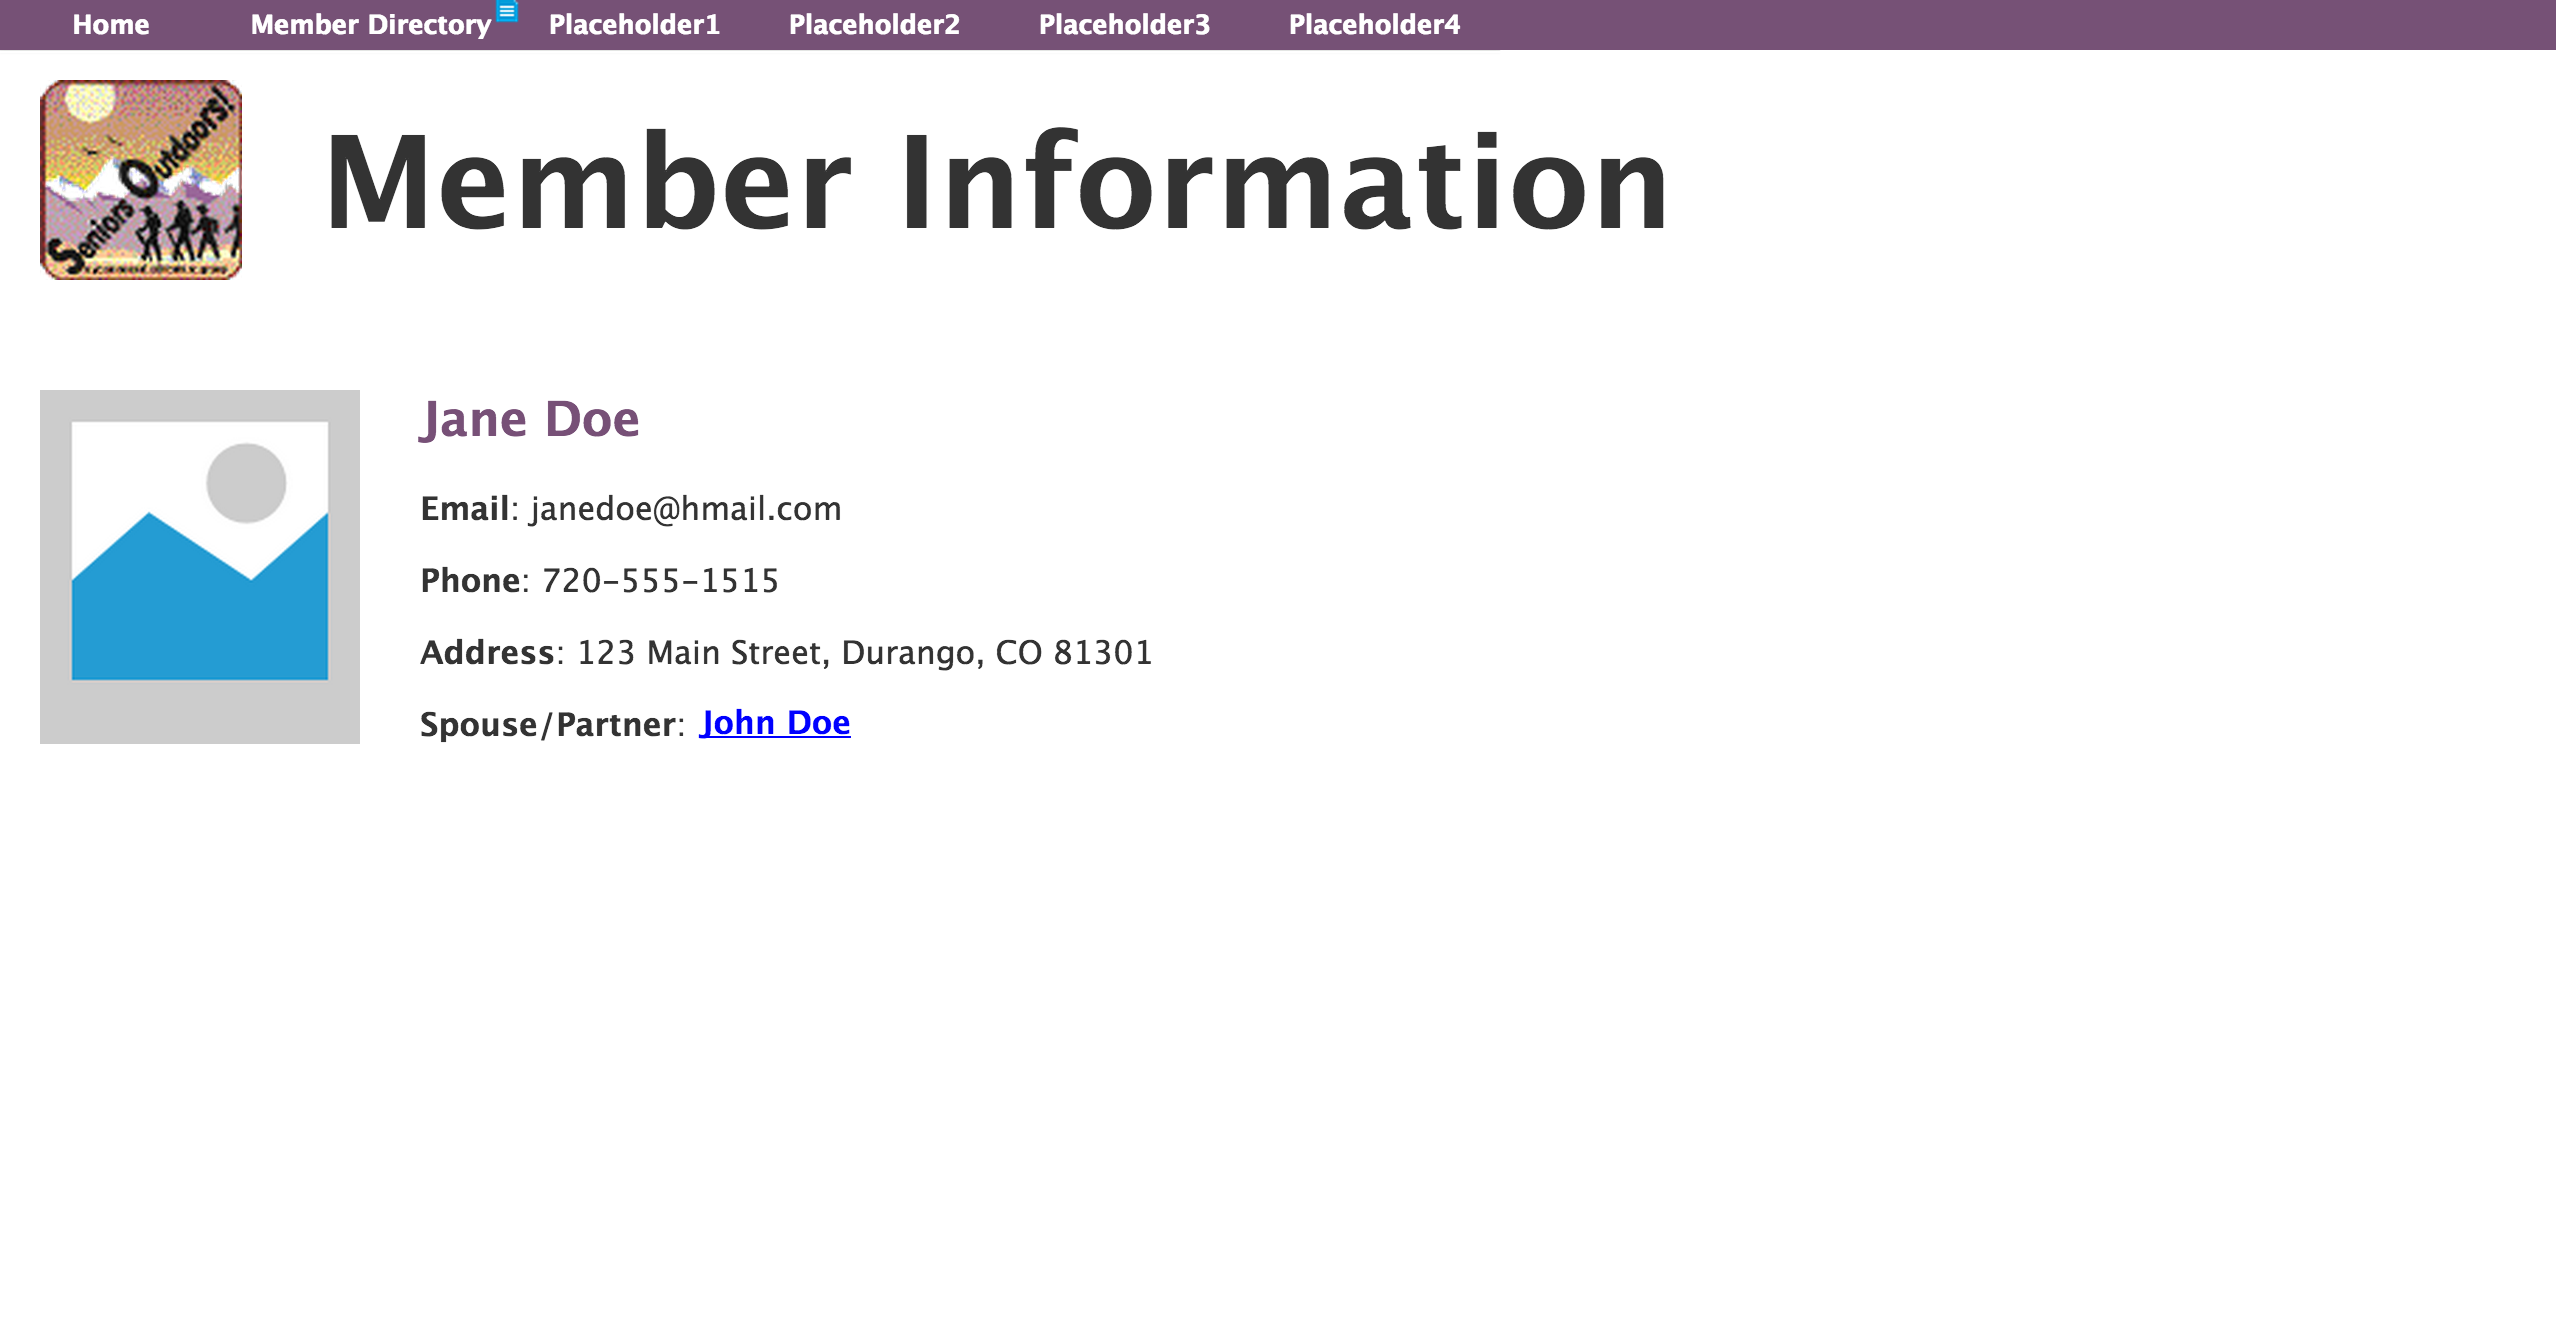 Home Member Directory Placeholder1 Placeholder2 Placeholder3 Placeholder4
Seniors Outdoors!
Member Information
Jane Doe
Email: janedoe@hmail.com
Phone: 720-555-1515
Address: 123 Main Street, Durango, CO 81301
Spouse/Partner: John Doe